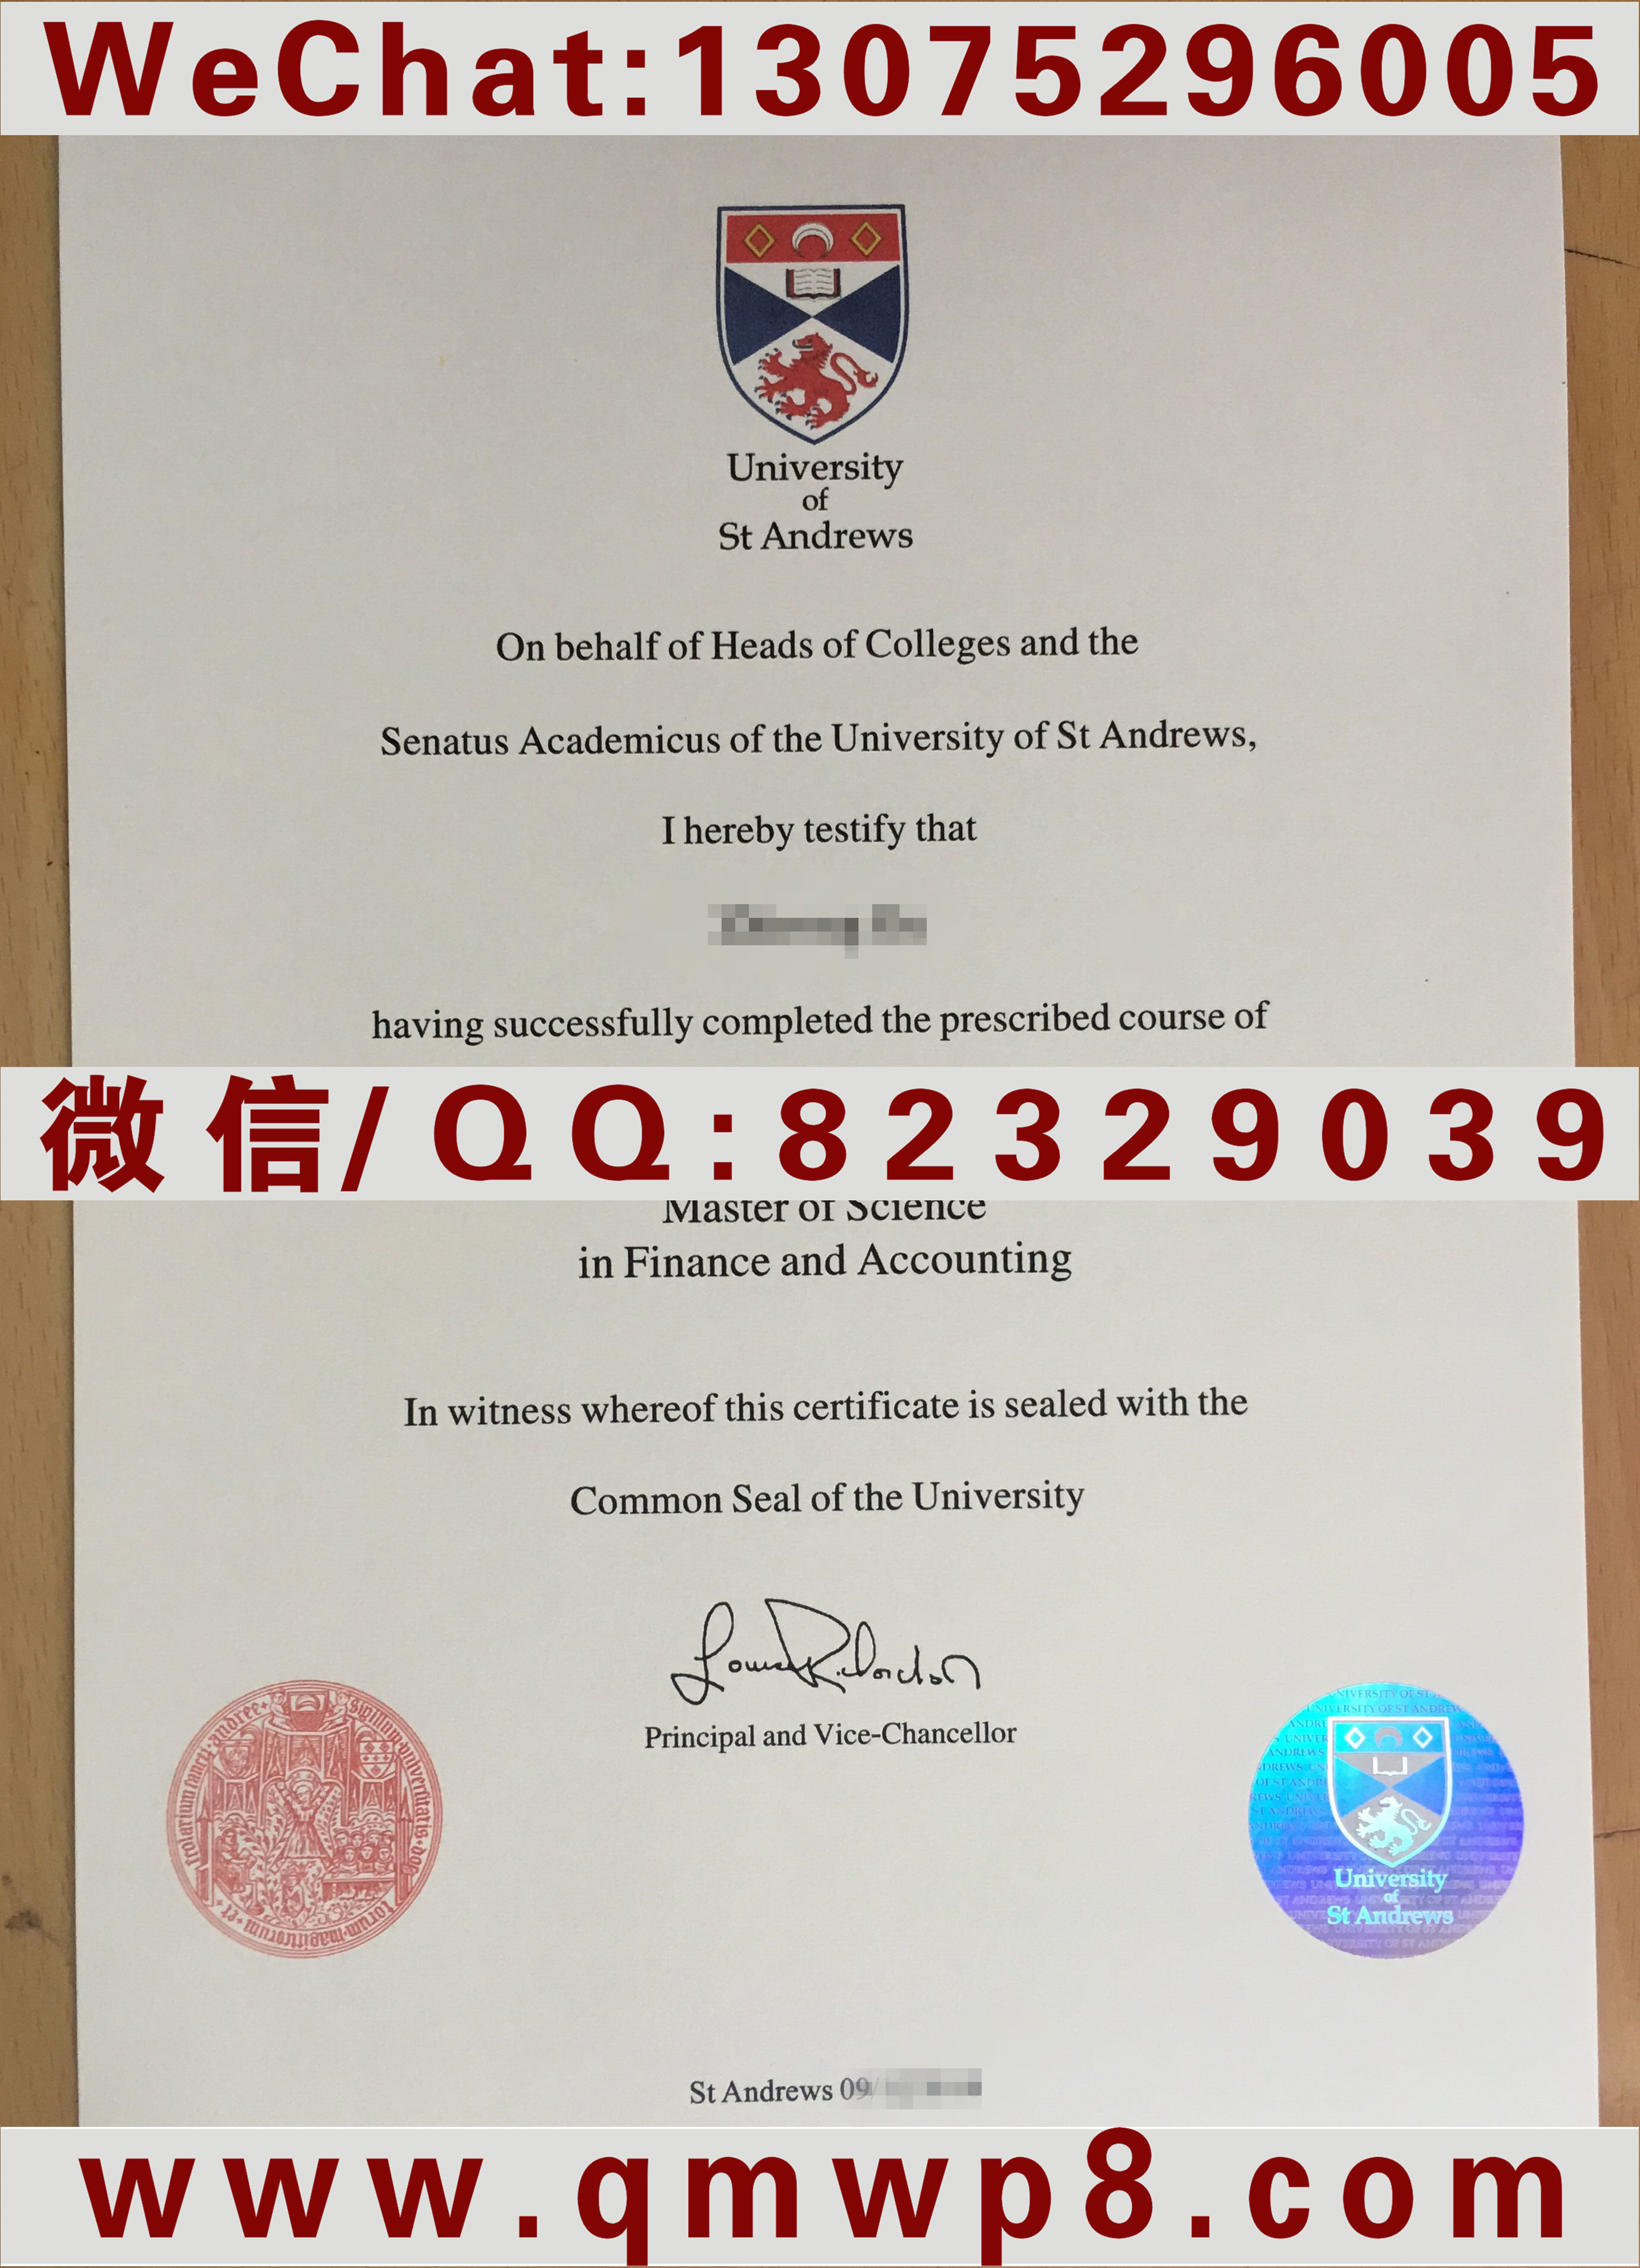 WeChat:13075296005
University
of
St Andrews
On behalf of Heads of Colleges and the
Senatus Academicus of the University of St Andrews,
I hereby testify that
having successfully completed the prescribed course of
微信/QQ:82329039
Master of Science
in Finance and Accounting
In witness whereof this certificate is sealed with the
Common Seal of the University
Principal and Vice-Chancellor
University
of
St Andrews
St Andrews 09/
www.qmwp8.com